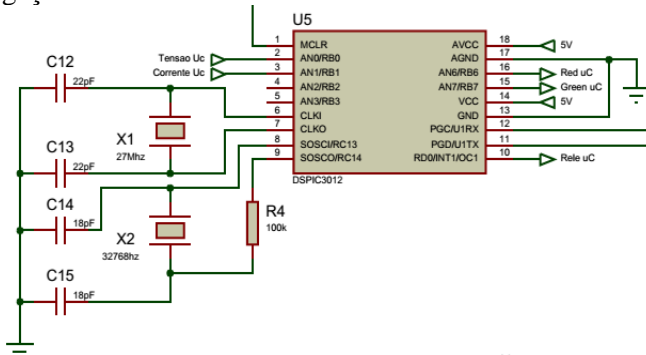 U5
1 MCLR AVCC 18 5V
Tensao Uc 2 AN0/RB0 AGND 17
Corrente Uc 3 AN1/RB1 AN6/RB6 16 Red uC
4 AN2/RB2 AN7/RB7 15 Green uC
5 AN3/RB3 VCC 14 5V
6 CLKI GND 13
7 CLKO PGC/U1RX 12
8 SOSCI/RC13 PGD/U1TX 11
9 SOSCO/RC14 RD0/INT1/OC1 10 Rele uC
DSPIC3012
C12
22pF
X1
27Mhz
C13
22pF
C14
18pF
X2
32768hz
R4
100k
C15
18pF